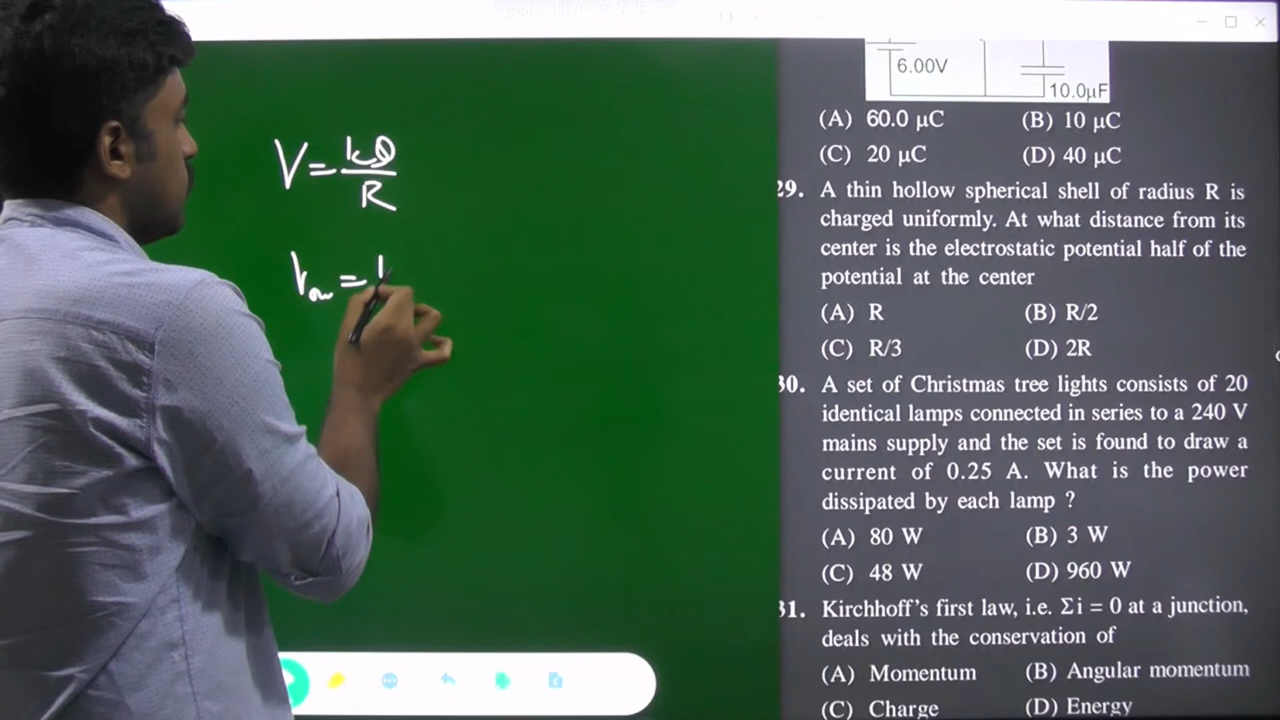 V = kQ
R
V =
6.00V
10.0µF
(A) 60.0 µC (B) 10 µC
(C) 20 µC (D) 40 µC
29. A thin hollow spherical shell of radius R is
charged uniformly. At what distance from its
center is the electrostatic potential half of the
potential at the center
(A) R (B) R/2
(C) R/3 (D) 2R
30. A set of Christmas tree lights consists of 20
identical lamps connected in series to a 240 V
mains supply and the set is found to draw a
current of 0.25 A. What is the power
dissipated by each lamp ?
(A) 80 W (B) 3 W
(C) 48 W (D) 960 W
31. Kirchhoff's first law, i.e. Σi = 0 at a junction,
deals with the conservation of
(A) Momentum (B) Angular momentum
(C) Charge (D) Energy